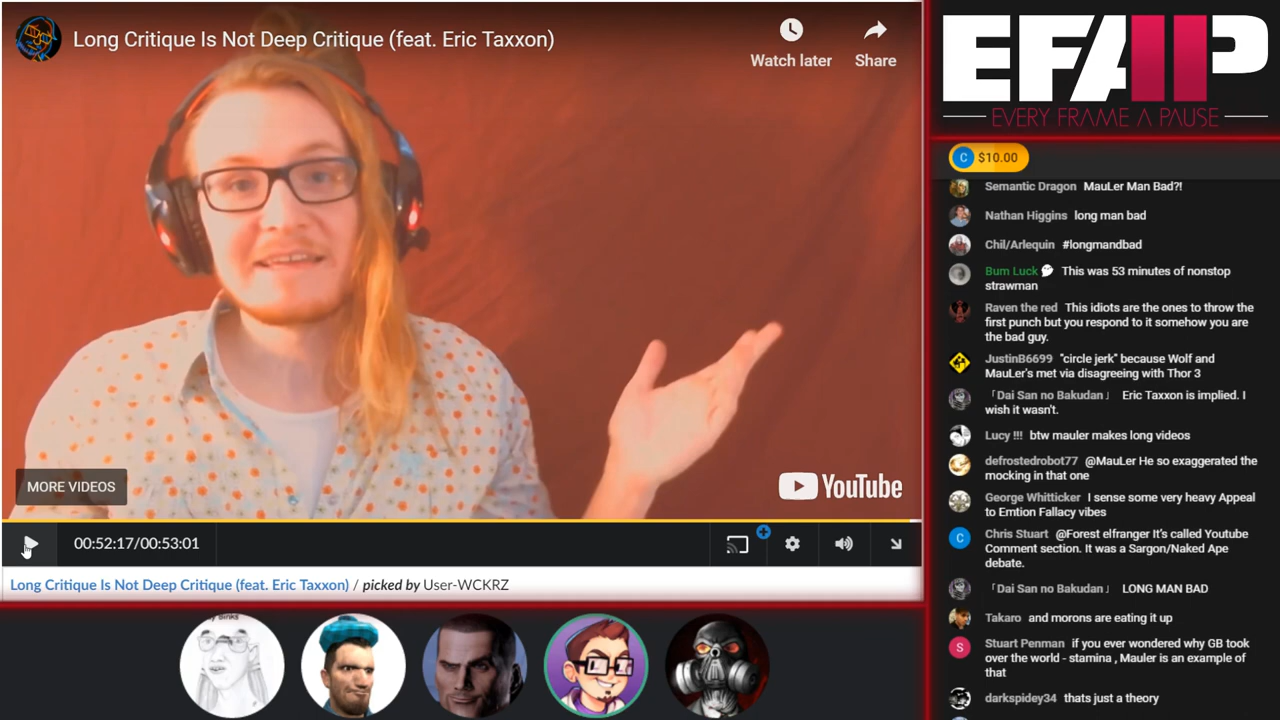 Long Critique Is Not Deep Critique (feat. Eric Taxxon)
Watch later
Share
MORE VIDEOS
YouTube
00:52:17/00:53:01
Long Critique Is Not Deep Critique (feat. Eric Taxxon) / picked by User-WCKRZ
EFAP
EVERY FRAME A PAUSE
C $10.00
Semantic Dragon MauLer Man Bad?!
Nathan Higgins long man bad
Chil/Arlequin #longmandbad
Bum Luck This was 53 minutes of nonstop
strawman
Raven the red This idiots are the ones to throw the
first punch but you respond to it somehow you are
the bad guy.
JustinB6699 "circle jerk" because Wolf and
MauLer's met via disagreeing with Thor 3
「Dai San no Bakudan」 Eric Taxxon is implied. I
wish it wasn't.
Lucy !!! btw mauler makes long videos
defrostedrobot77 @MauLer He so exaggerated the
mocking in that one
George Whitticker I sense some very heavy Appeal
to Emtion Fallacy vibes
C Chris Stuart @Forest elfranger It's called Youtube
Comment section. It was a Sargon/Naked Ape
debate.
「Dai San no Bakudan」 LONG MAN BAD
Takaro and morons are eating it up
S Stuart Penman if you ever wondered why GB took
over the world - stamina , Mauler is an example of
that
darkspidey34 thats just a theory